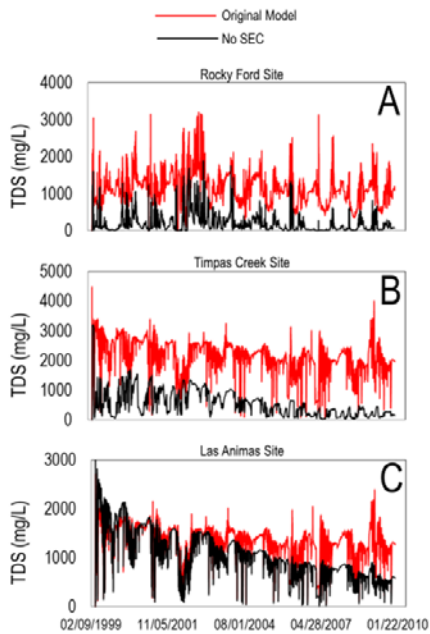 Original Model
No SEC
Rocky Ford Site
A
4000
3000
2000
1000
0
TDS (mg/L)
Timpas Creek Site
B
5000
4000
3000
2000
1000
0
TDS (mg/L)
Las Animas Site
C
3000
2000
1000
0
TDS (mg/L)
02/09/1999 11/05/2001 08/01/2004 04/28/2007 01/22/2010